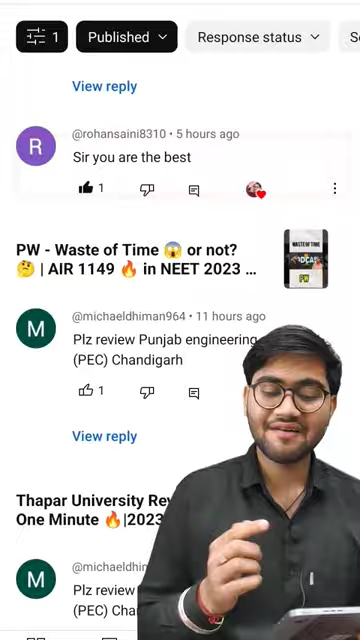 1
Published
Response status
View reply
R
@rohansaini8310 • 5 hours ago
Sir you are the best
1
PW - Waste of Time 😱 or not?
🤔 | AIR 1149 🔥 in NEET 2023 ...
WASTE OF TIME
PW
M
@michaeldhiman964 • 11 hours ago
Plz review Punjab engineering
(PEC) Chandigarh
1
View reply
Thapar University
One Minute 🔥|2023
M
Plz review
(PEC)